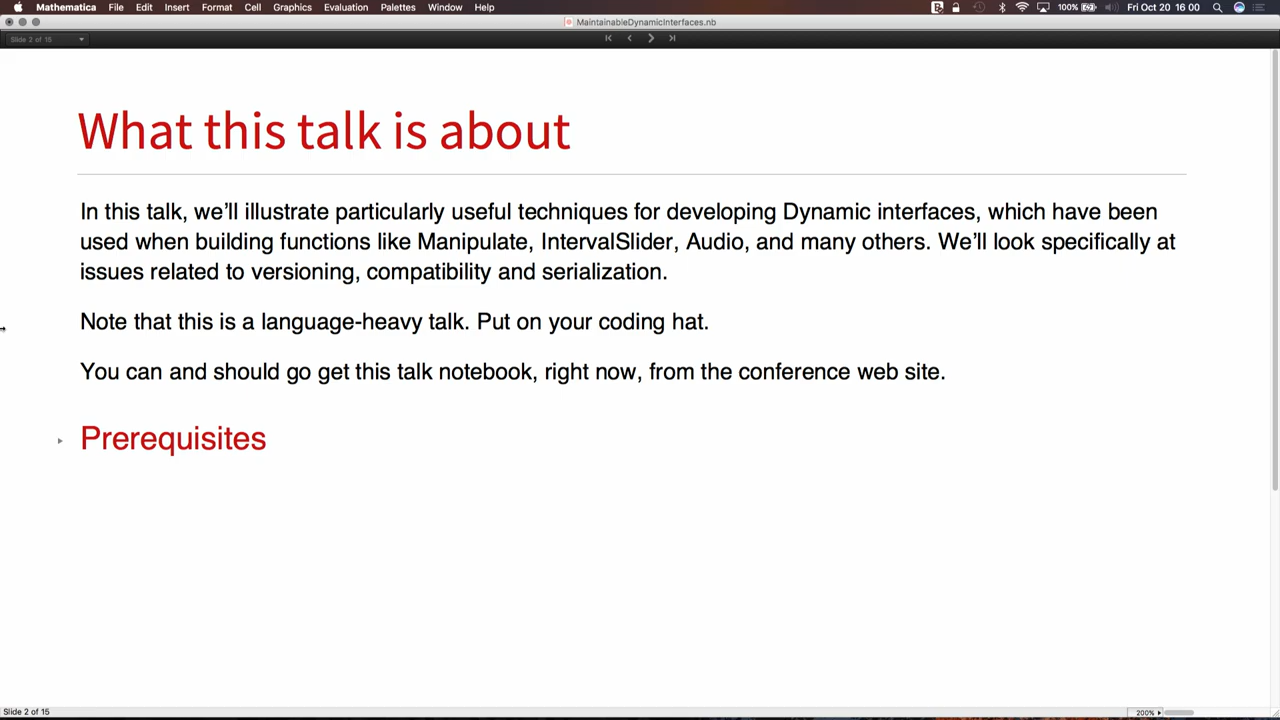 Mathematica File Edit Insert Format Cell Graphics Evaluation Palettes Window Help 100% Fri Oct 20 16 00
MaintainableDynamicInterfaces.nb
Slide 2 of 15
What this talk is about
In this talk, we’ll illustrate particularly useful techniques for developing Dynamic interfaces, which have been
used when building functions like Manipulate, IntervalSlider, Audio, and many others. We’ll look specifically at
issues related to versioning, compatibility and serialization.
Note that this is a language-heavy talk. Put on your coding hat.
You can and should go get this talk notebook, right now, from the conference web site.
Prerequisites
Slide 2 of 15 200%